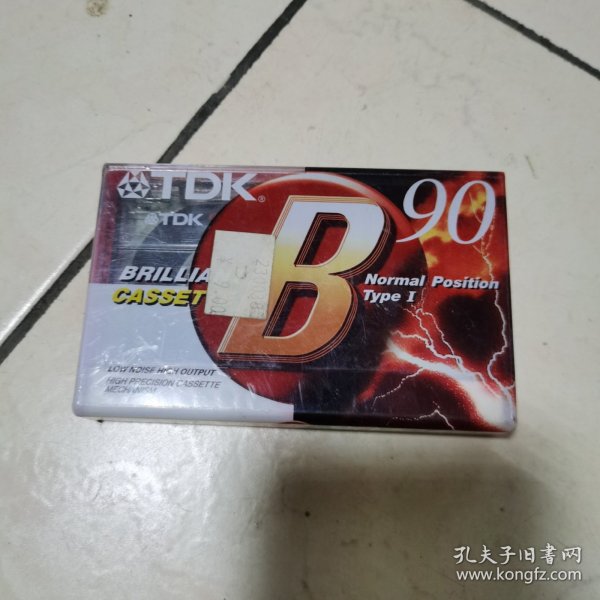 TDK®
TDK
90
BRILLIA
CASSET
B
Normal Position
Type I
LOW NOISE HIGH OUTPUT
HIGH PRECISION CASSETTE
MECHANISM
孔夫子旧书网
www.kongfz.com